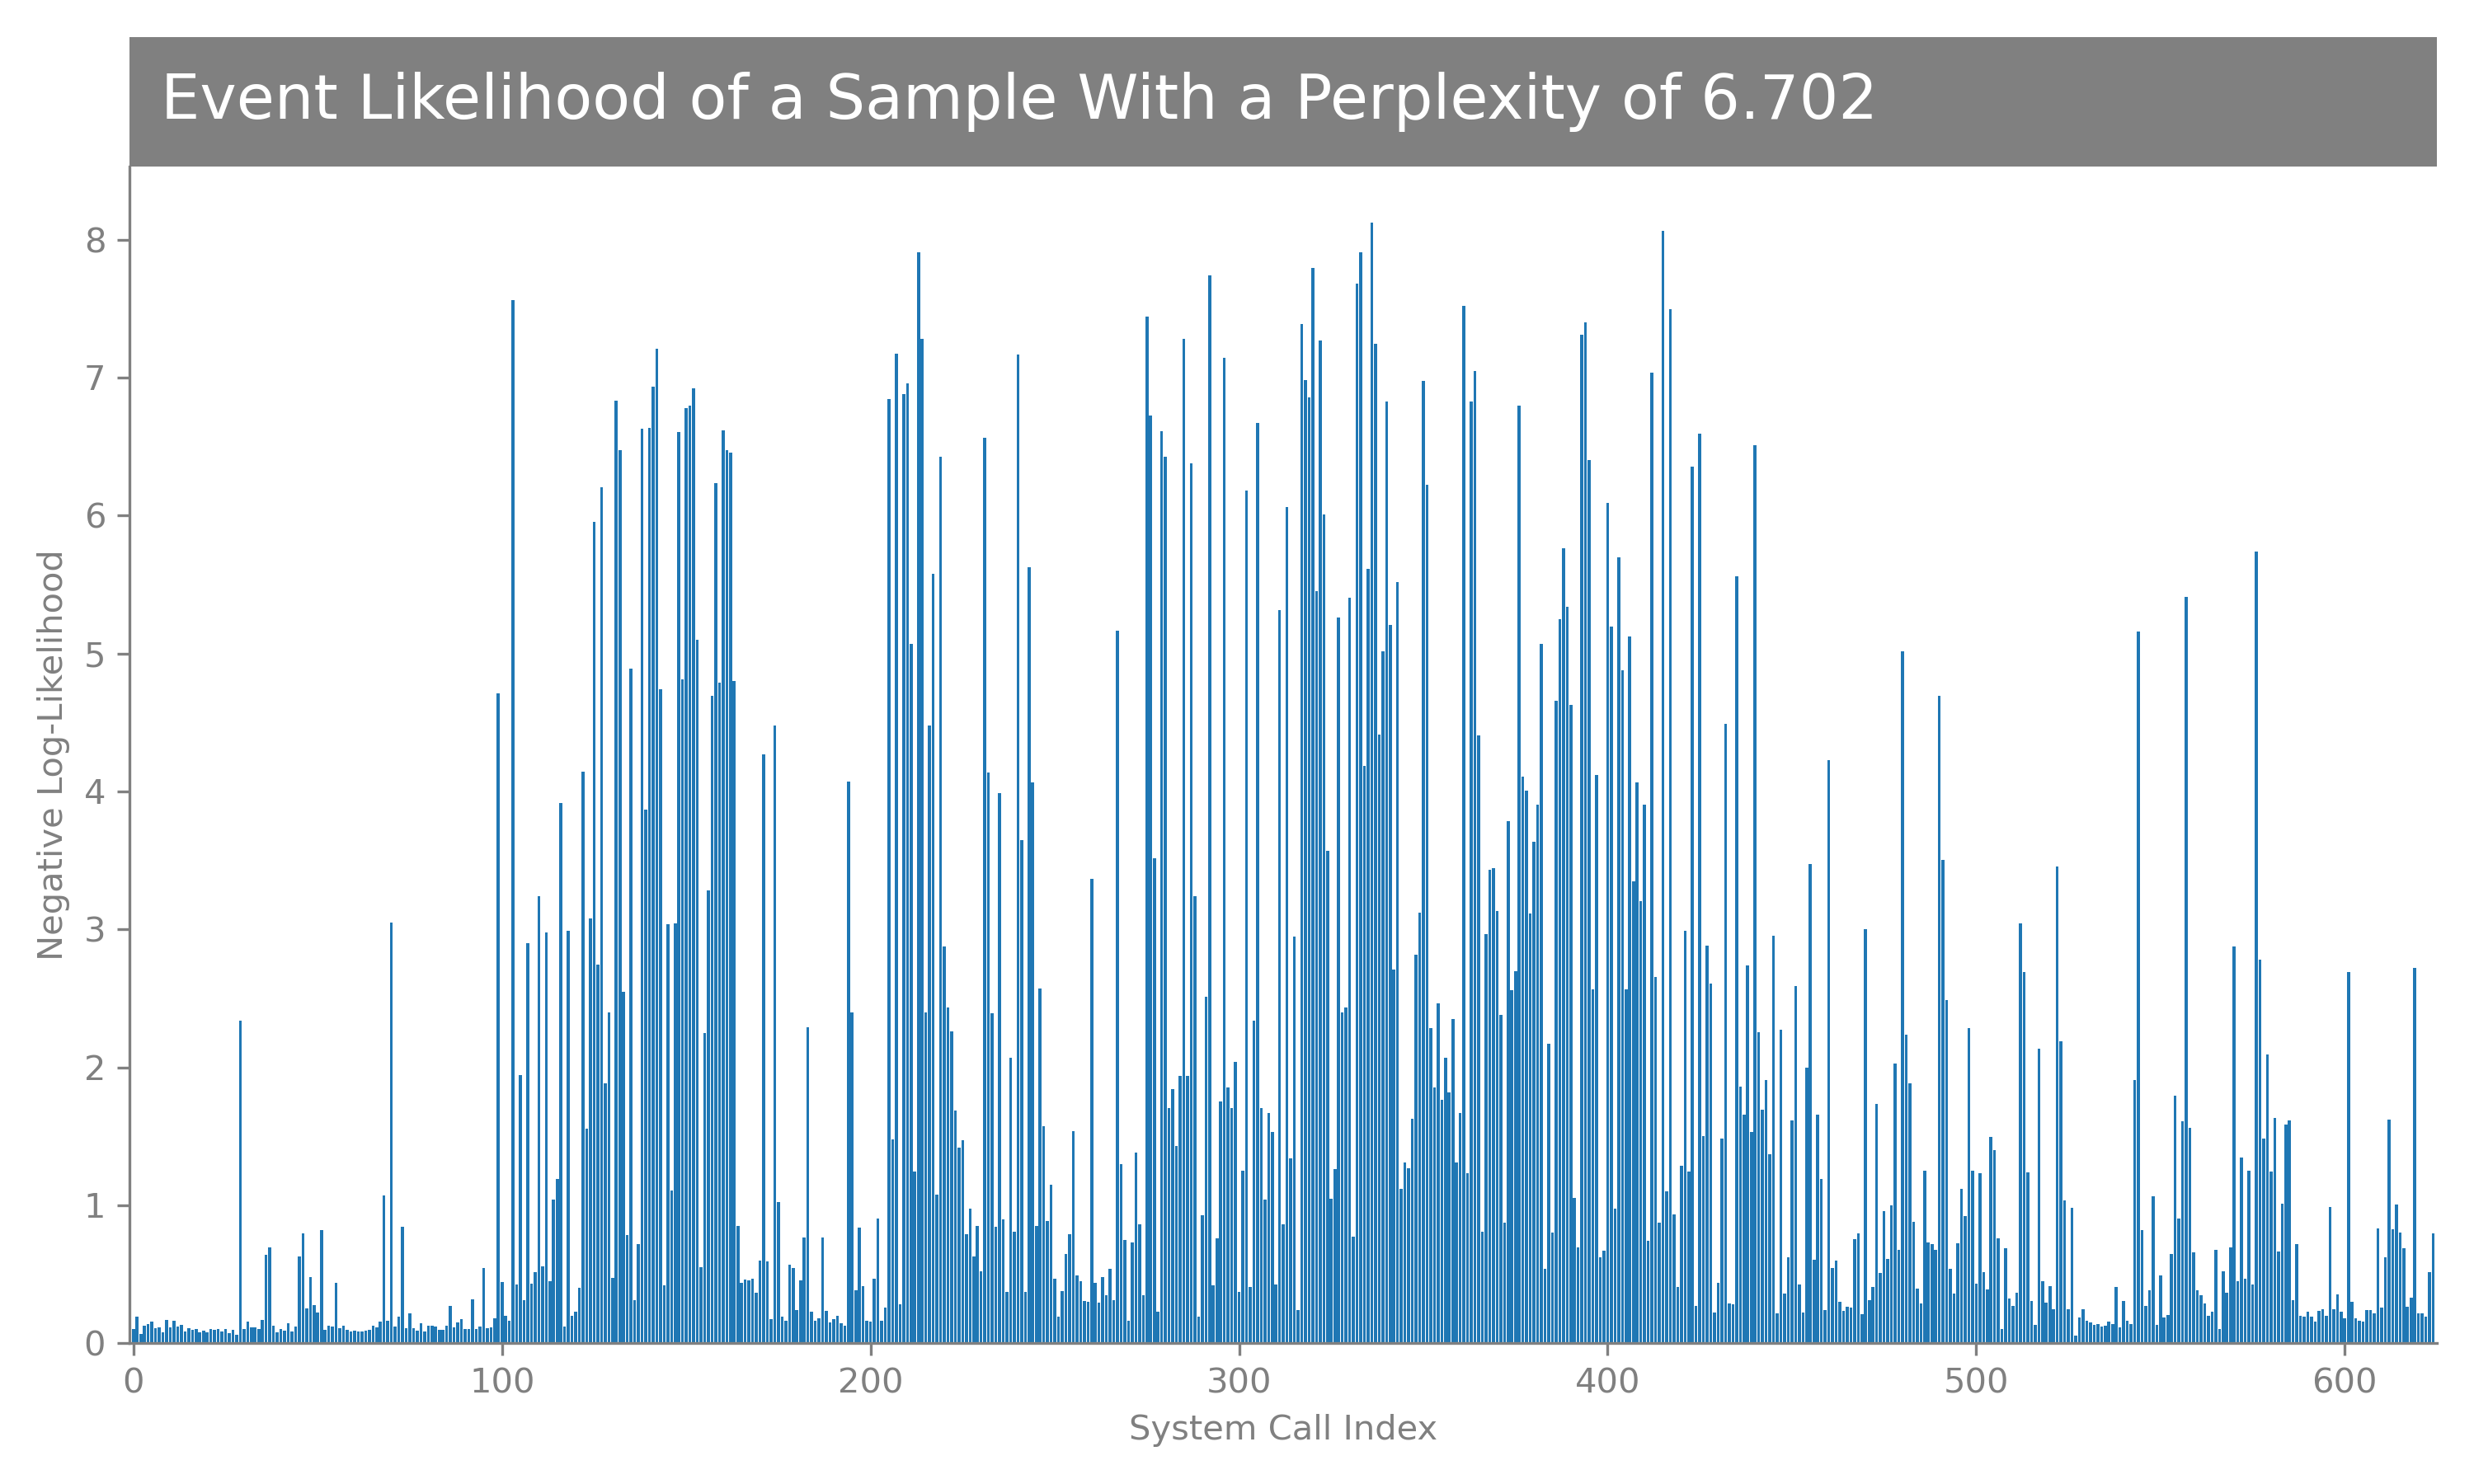 Event Likelihood of a Sample With a Perplexity of 6.702
8
7
6
5
4
3
2
1
0
Negative Log-Likelihood
0 100 200 300 400 500 600
System Call Index